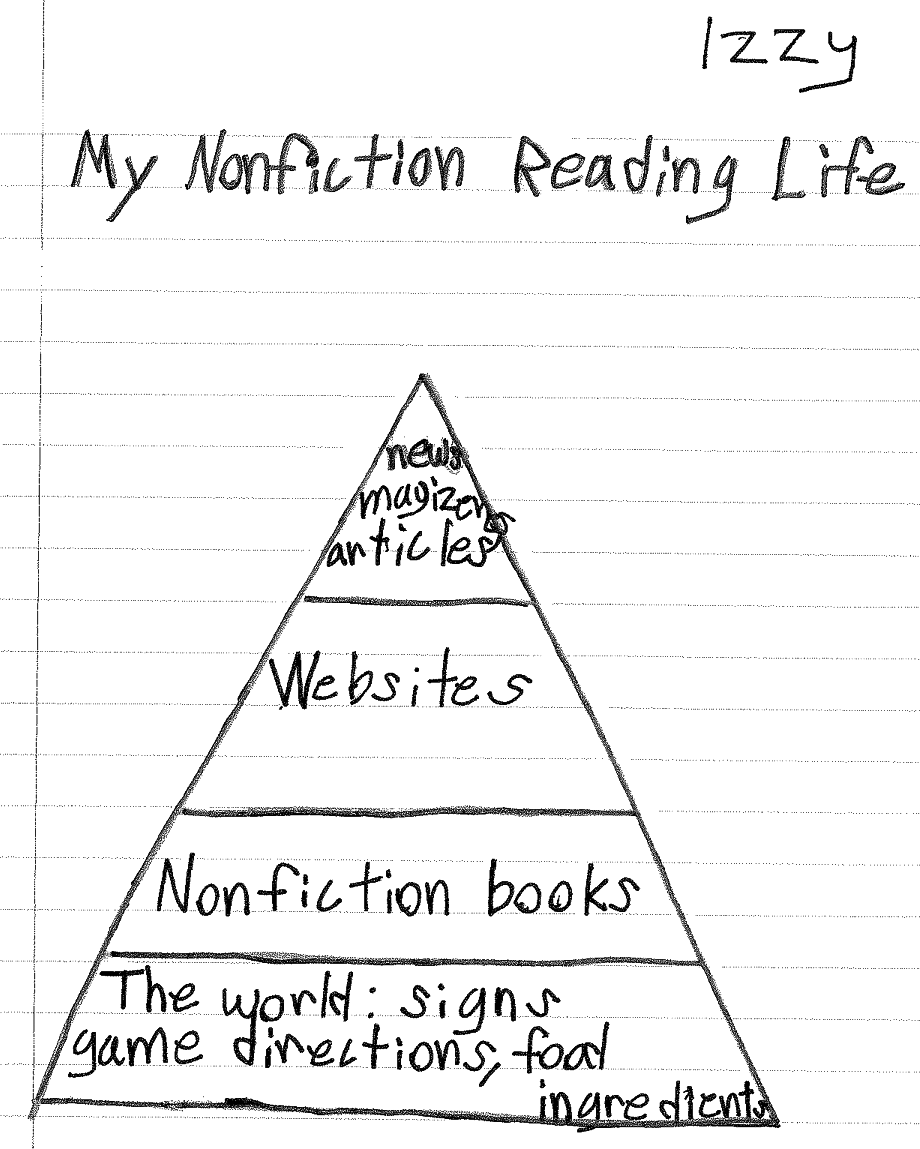 Izzy
My Nonfiction Reading Life
news
magizens
articles
Websites
Nonfiction books
The world: signs
game directions, food
ingredients